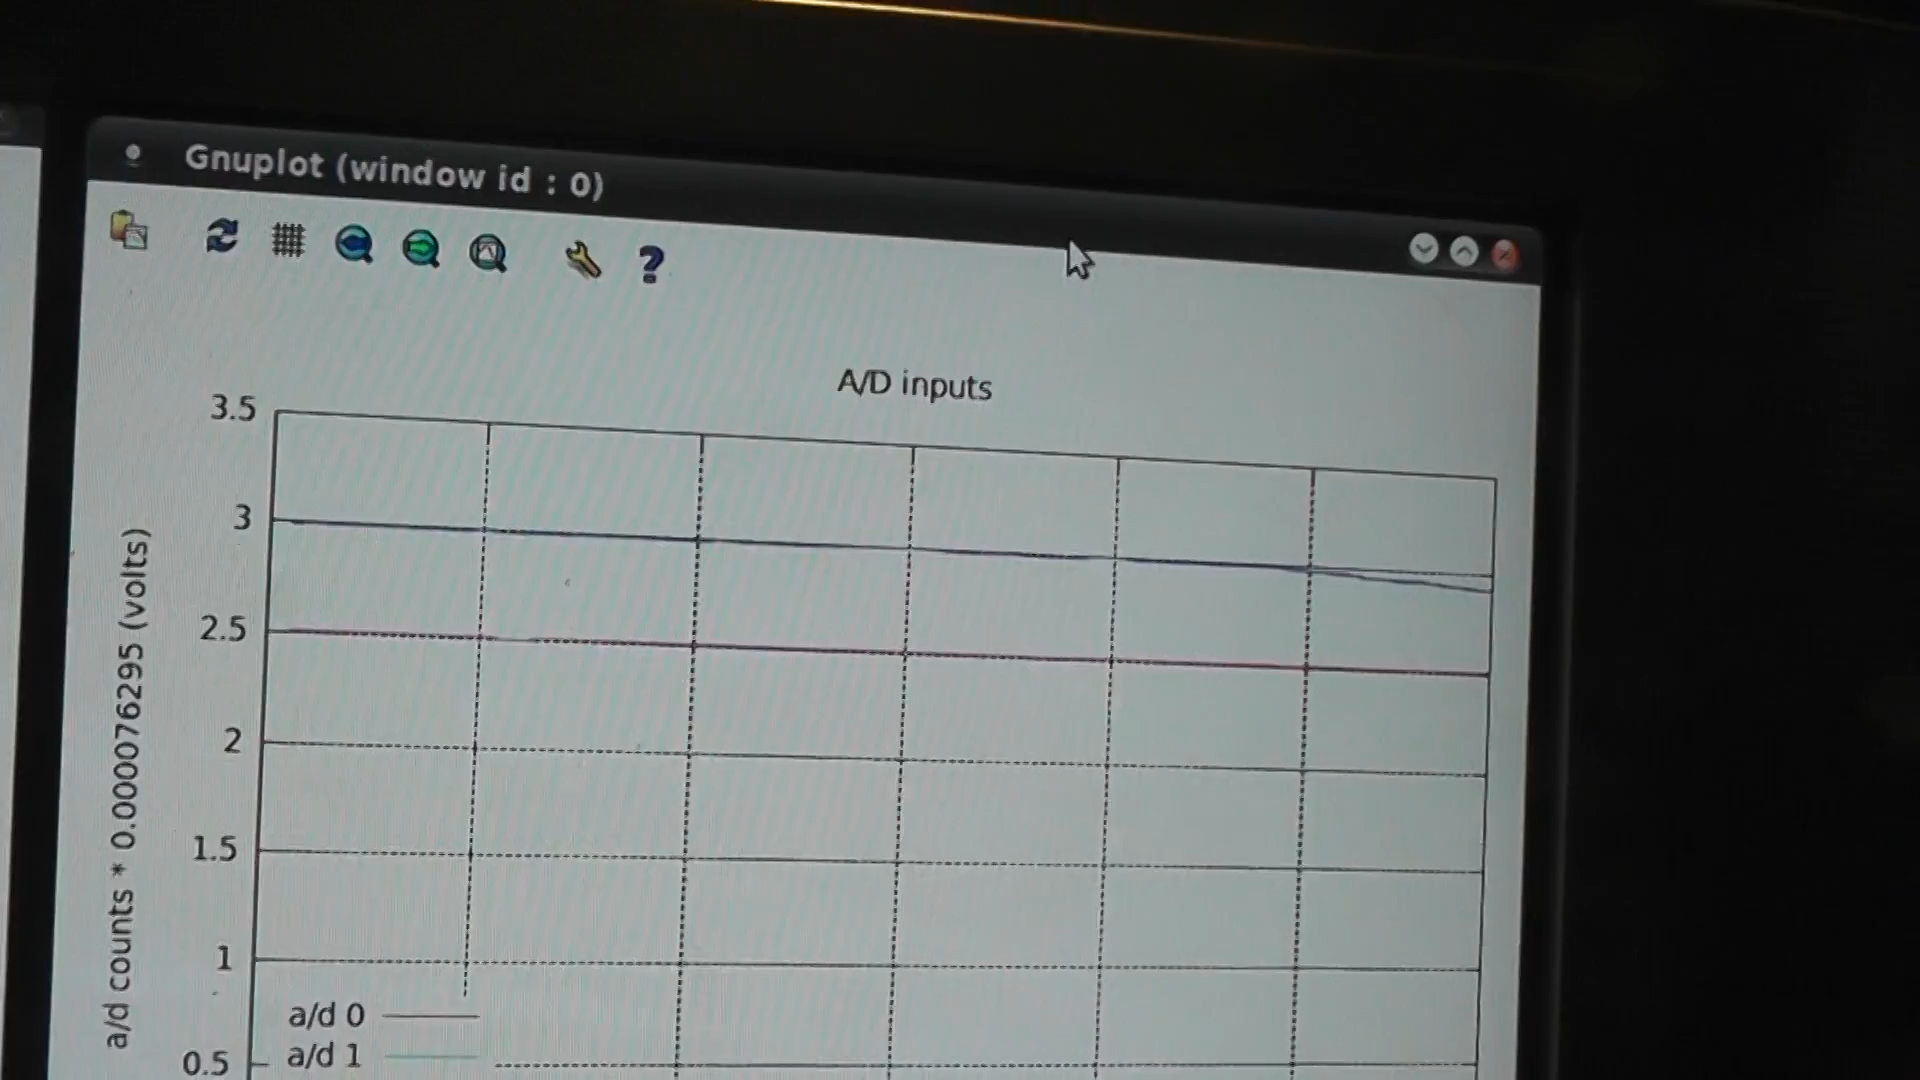 Gnuplot (window id : 0)
A/D inputs
3.5
3
2.5
2
1.5
1
0.5
a/d counts * 0.000076295 (volts)
a/d 0
a/d 1